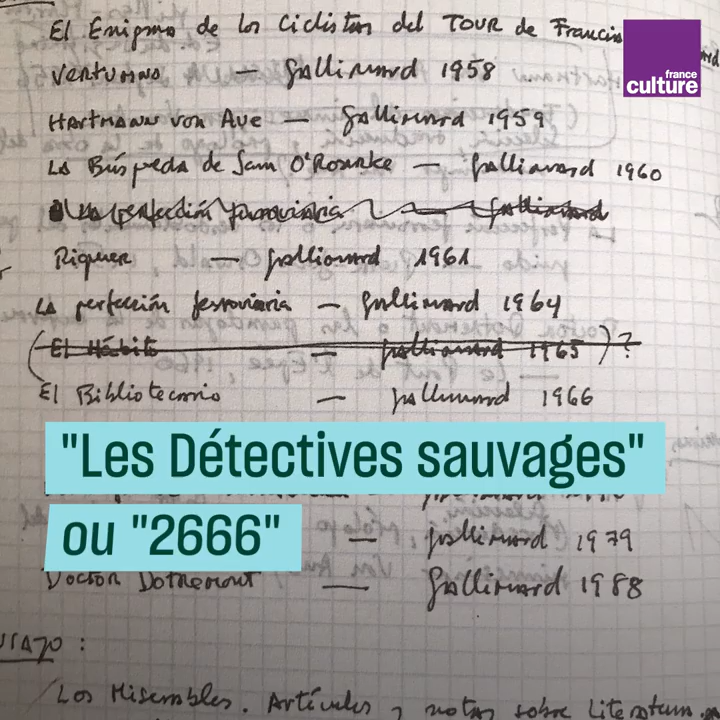 El Enigma de los Ciclistas del TOUR de Francia
france
culture
VERTUMNO — Gallimard 1958
HARTMANN VON AUE — Gallimard 1959
LA BÚSQUEDA de Sam O'Rourke — Gallimard 1960
La perfección ferroviaria — Gallimard
Riquer — Gallimard 1961
LA perfección ferroviaria — Gallimard 1964
(El Hábito — Gallimard 1965)?
El Bibliotecario — Gallimard 1966
"Les Détectives sauvages"
ou "2666"
— Gallimard 1979
Doctor Dotremont — Gallimard 1988
:
Los Miserables. Artículos y notas sobre Literatura